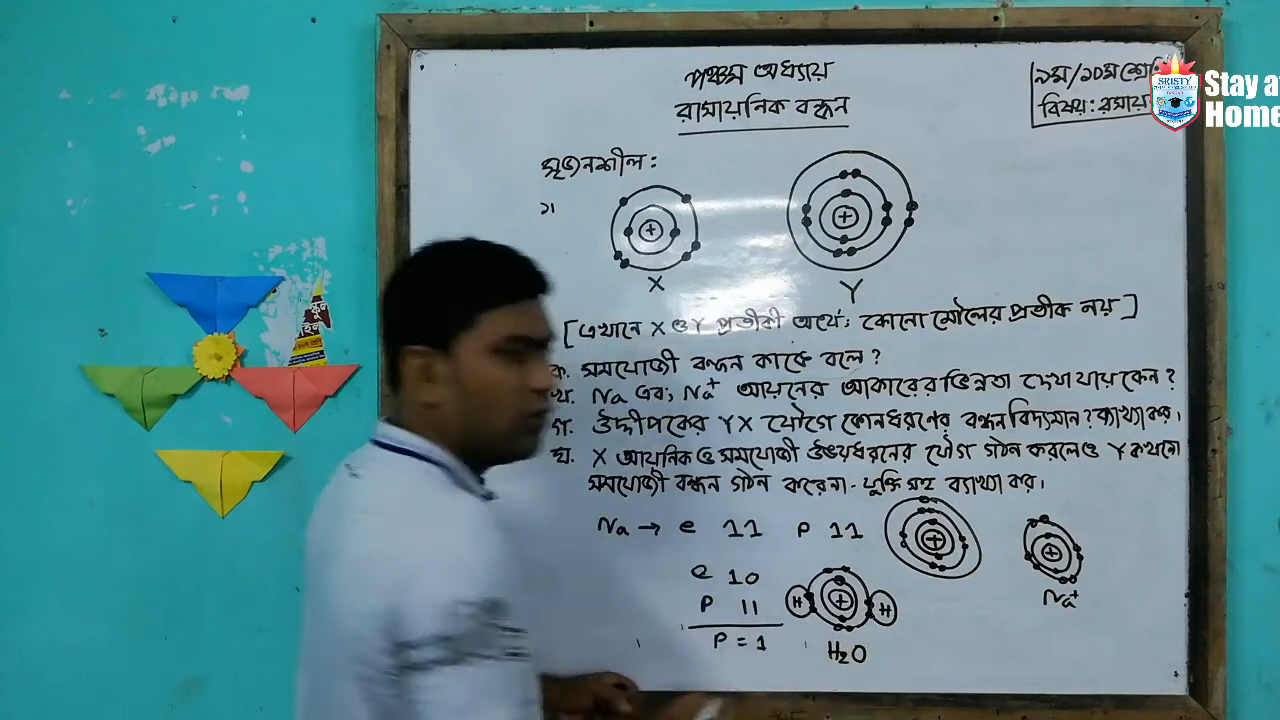 পঞ্চম অধ্যায়
রাসায়নিক বন্ধন
৯ম/১০ম শ্রে
বিষয়: রসায়
SRISTY
Stay at
Home
সৃজনশীল:
১।
X
Y
[এখানে X ও Y প্রতীকী অর্থে; কোনো মৌলের প্রতীক নয়]
ক. সমযোজী বন্ধন কাকে বলে?
খ. Na এবং Na⁺ আয়নের আকারের ভিন্নতা দেখা যায় কেন?
গ. উদ্দীপকের YX যৌগে কোন ধরণের বন্ধন বিদ্যমান? ব্যাখ্যা কর।
ঘ. X আয়নিক ও সমযোজী উভয় ধরনের যৌগ গঠন করলেও Y কখনো
সমযোজী বন্ধন গঠন করেনা - যুক্তি সহ ব্যাখ্যা কর।
Na → e 11 P 11
e 10
P 11
P = 1
H H
H₂O
Na⁺